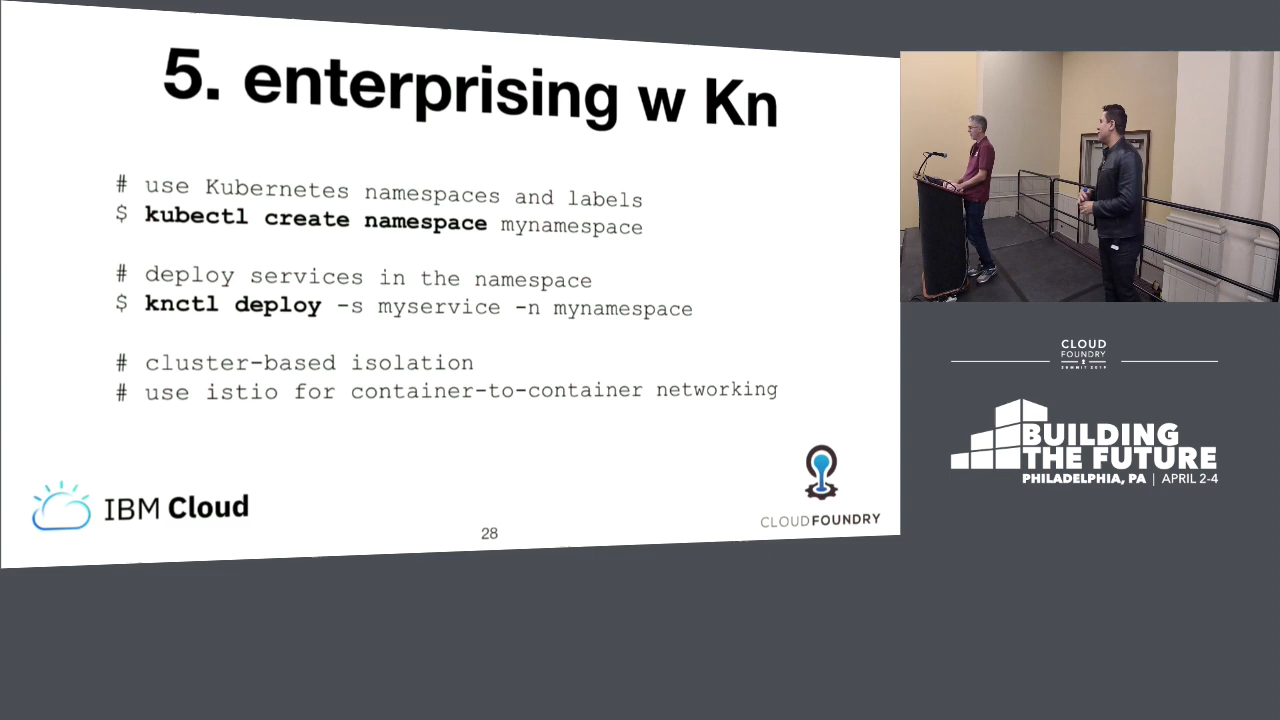 5. enterprising w Kn
# use Kubernetes namespaces and labels
$ kubectl create namespace mynamespace
# deploy services in the namespace
$ knctl deploy -s myservice -n mynamespace
# cluster-based isolation
# use istio for container-to-container networking
IBM Cloud
28
CLOUDFOUNDRY
CLOUD
FOUNDRY
SUMMIT 2019
BUILDING
THE FUTURE
PHILADELPHIA, PA | APRIL 2-4